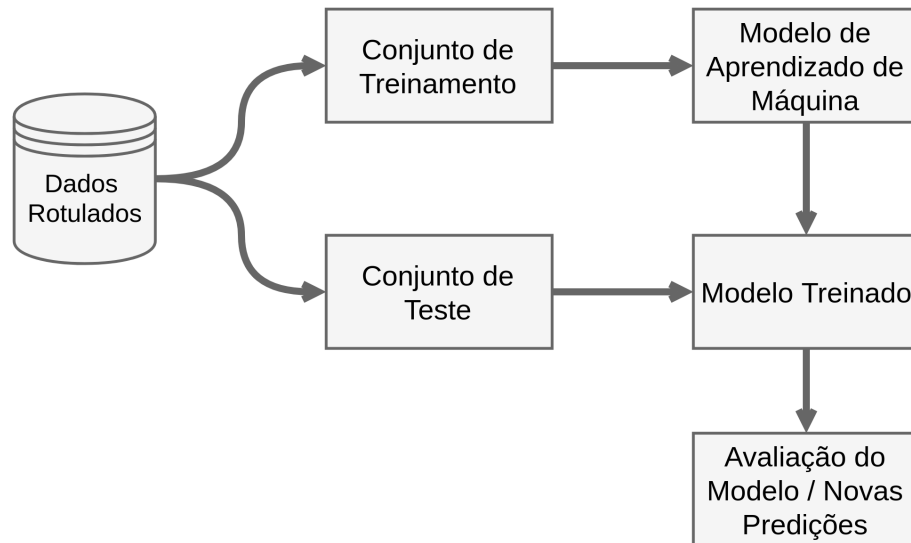 Conjunto de
Treinamento
Modelo de
Aprendizado de
Máquina
Dados
Rotulados
Conjunto de
Teste
Modelo Treinado
Avaliação do
Modelo / Novas
Predições